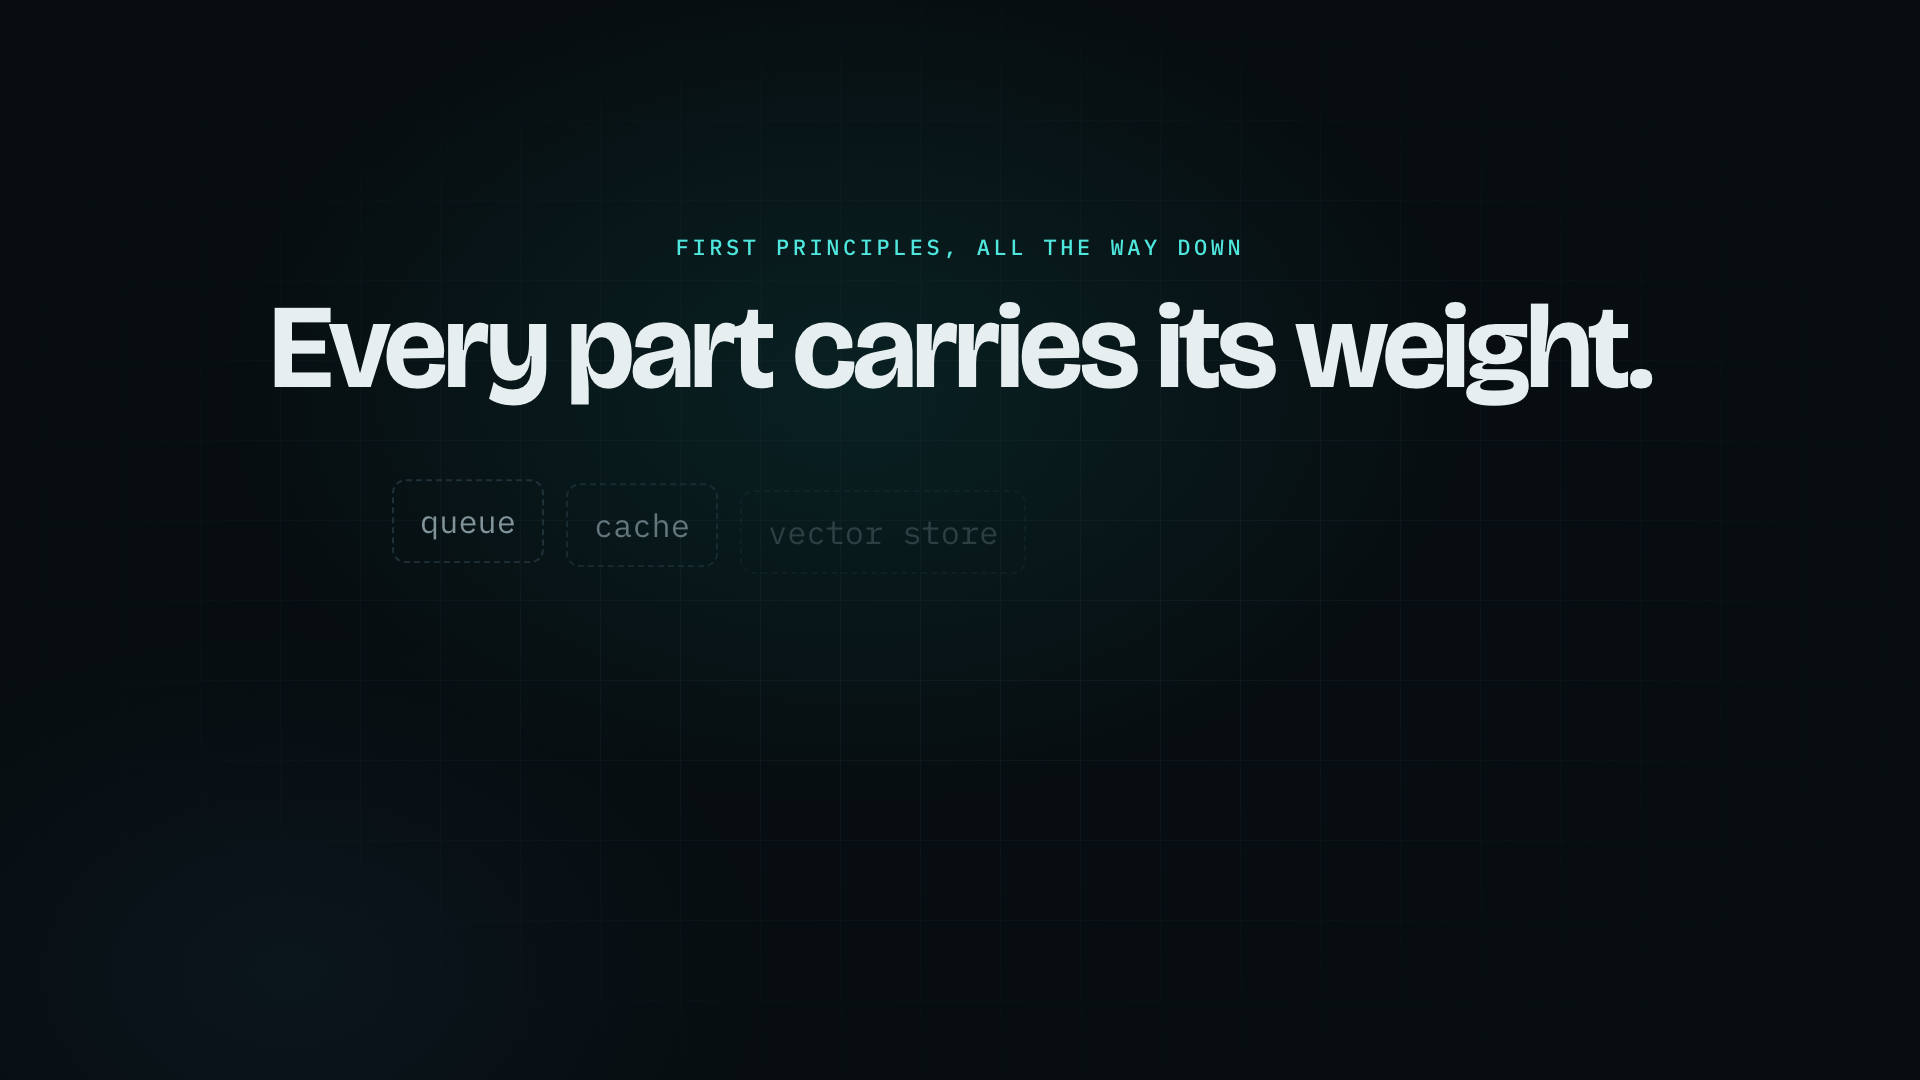 FIRST PRINCIPLES, ALL THE WAY DOWN
Every part carries its weight.
queue cache vector store